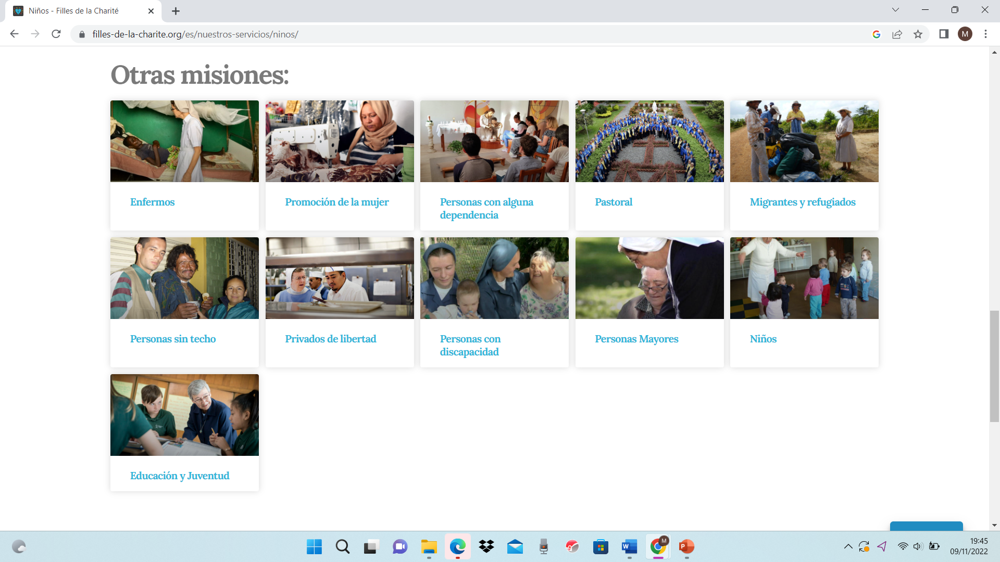 Niños - Filles de la Charité
filles-de-la-charite.org/es/nuestros-servicios/ninos/
M
Otras misiones:
Enfermos
Promoción de la mujer
Personas con alguna
dependencia
Pastoral
Migrantes y refugiados
Personas sin techo
Privados de libertad
Personas con
discapacidad
Personas Mayores
Niños
Educación y Juventud
W
M
P
19:45
09/11/2022